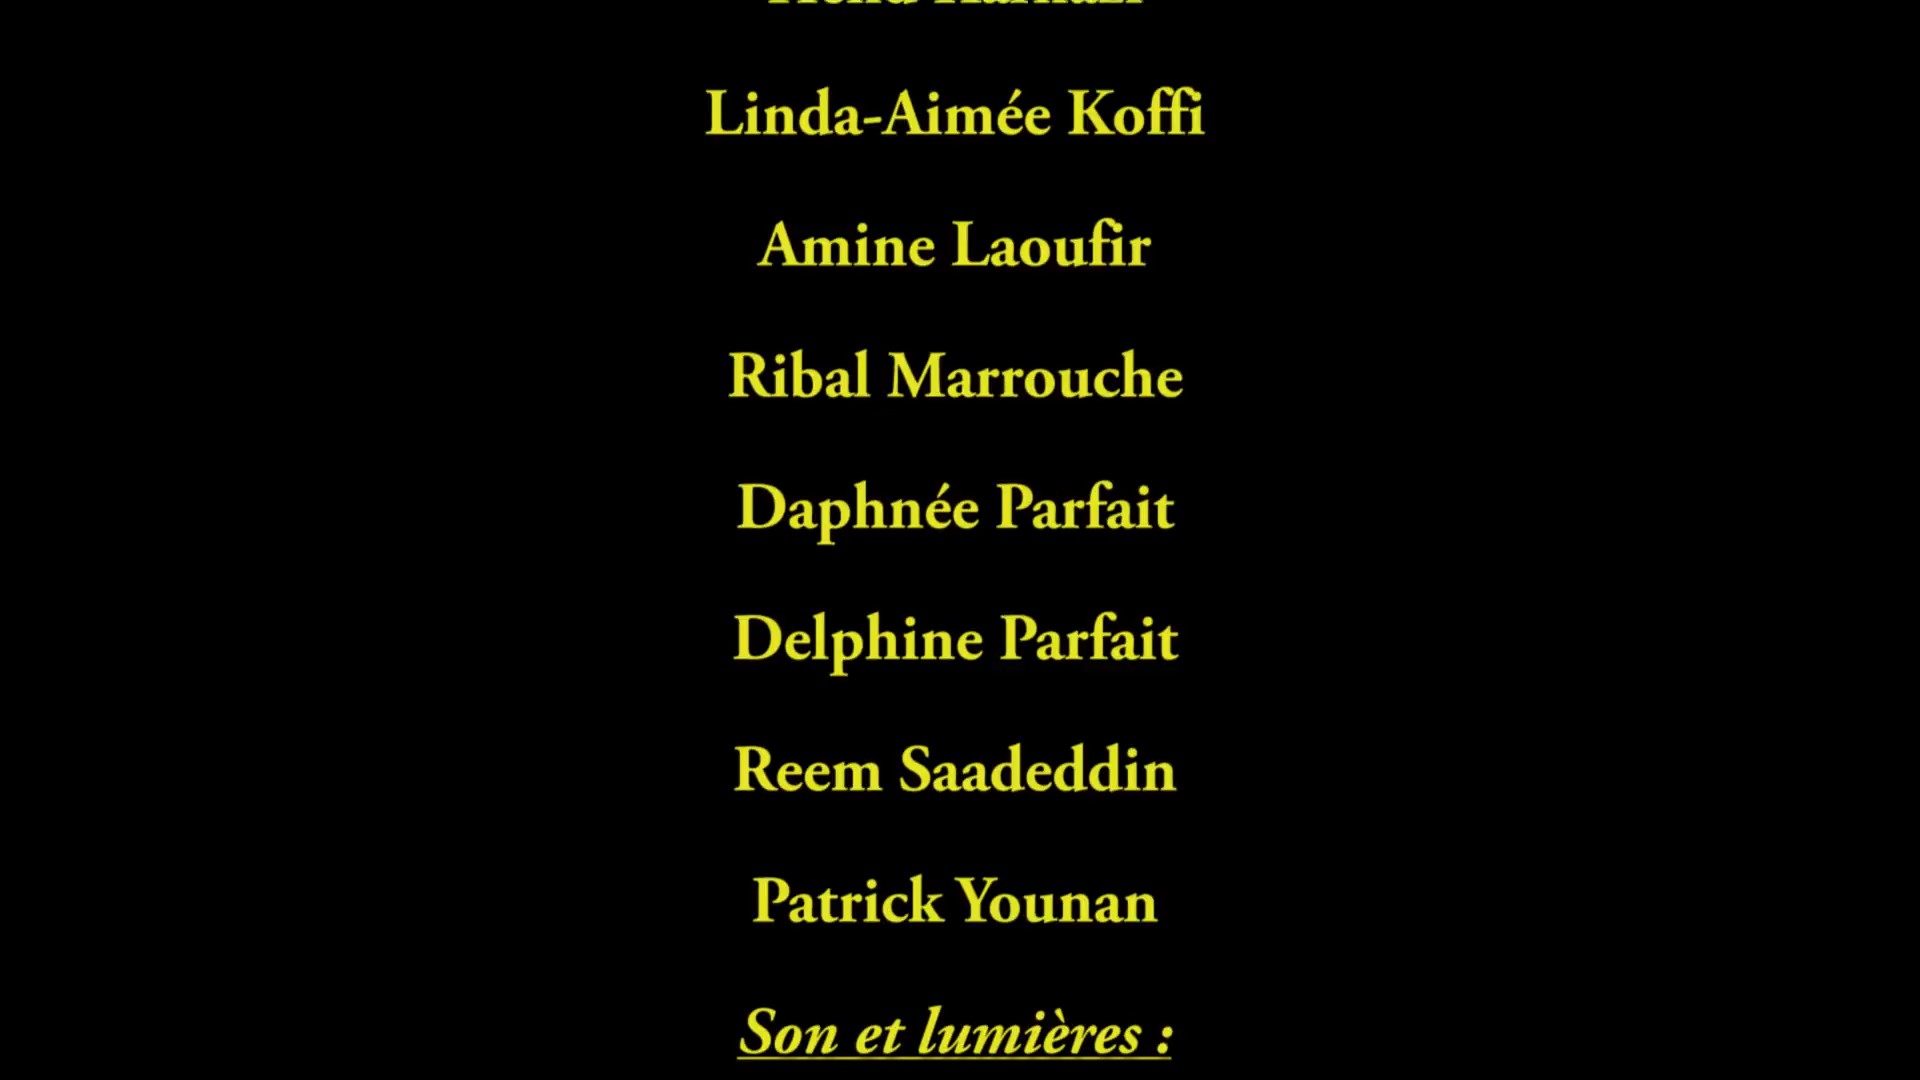 Linda-Aimée Koffi
Amine Laoufir
Ribal Marrouche
Daphnée Parfait
Delphine Parfait
Reem Saadeddin
Patrick Younan
Son et lumières :